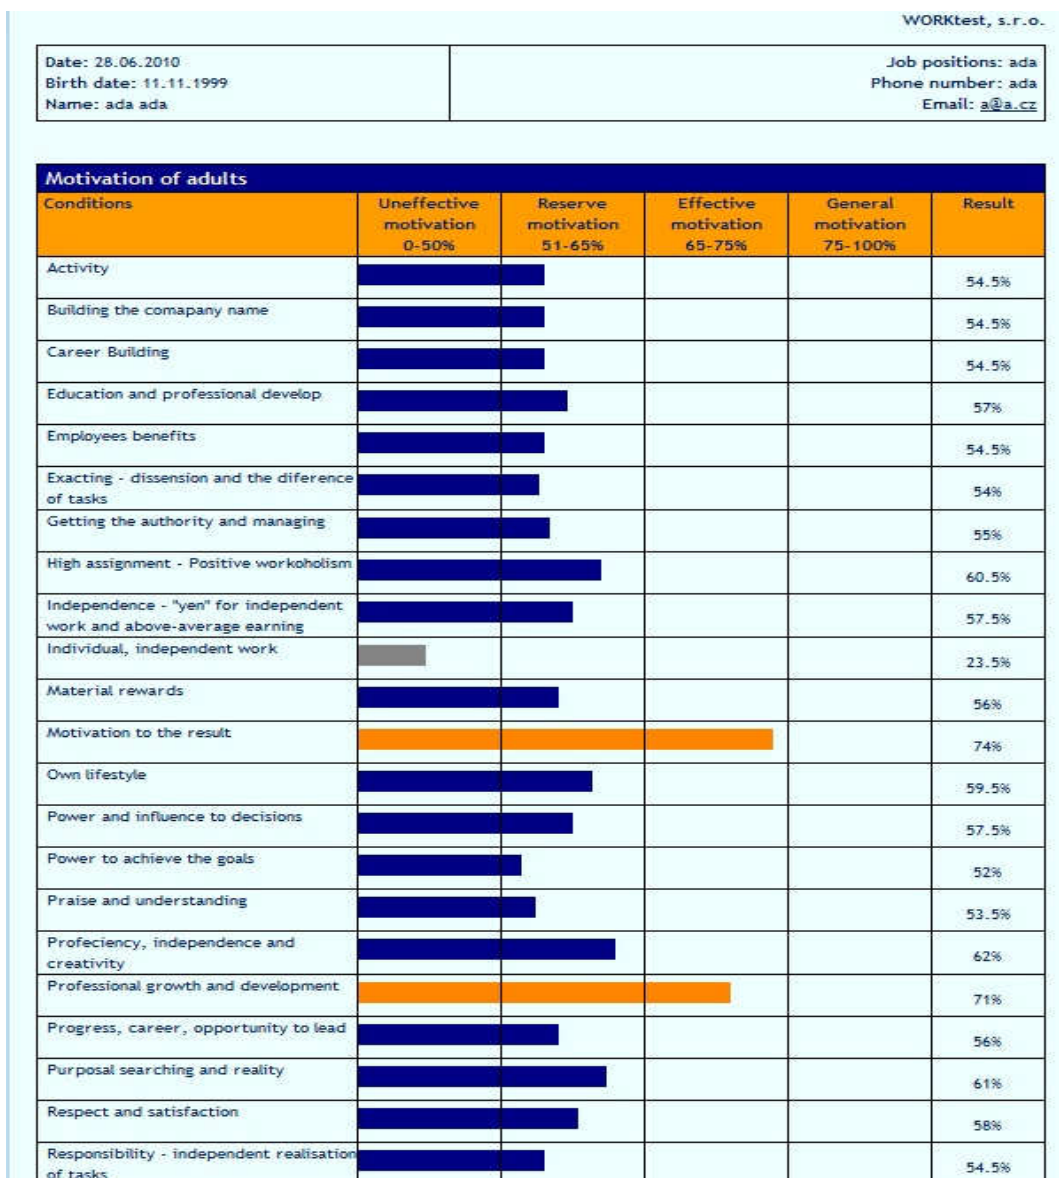 WORKtest, s.r.o.
Date: 28.06.2010
Birth date: 11.11.1999
Name: ada ada
Job positions: ada
Phone number: ada
Email: a@a.cz
Motivation of adults
Conditions
Uneffective
motivation
0-50%
Reserve
motivation
51-65%
Effective
motivation
65-75%
General
motivation
75-100%
Result
Activity
54.5%
Building the comapany name
54.5%
Career Building
54.5%
Education and professional develop
57%
Employees benefits
54.5%
Exacting - dissension and the diference
of tasks
54%
Getting the authority and managing
55%
High assignment - Positive workoholism
60.5%
Independence - "yen" for independent
work and above-average earning
57.5%
Individual, independent work
23.5%
Material rewards
56%
Motivation to the result
74%
Own lifestyle
59.5%
Power and influence to decisions
57.5%
Power to achieve the goals
52%
Praise and understanding
53.5%
Profeciency, independence and
creativity
62%
Professional growth and development
71%
Progress, career, opportunity to lead
56%
Purposal searching and reality
61%
Respect and satisfaction
58%
Responsibility - independent realisation
of tasks
54.5%